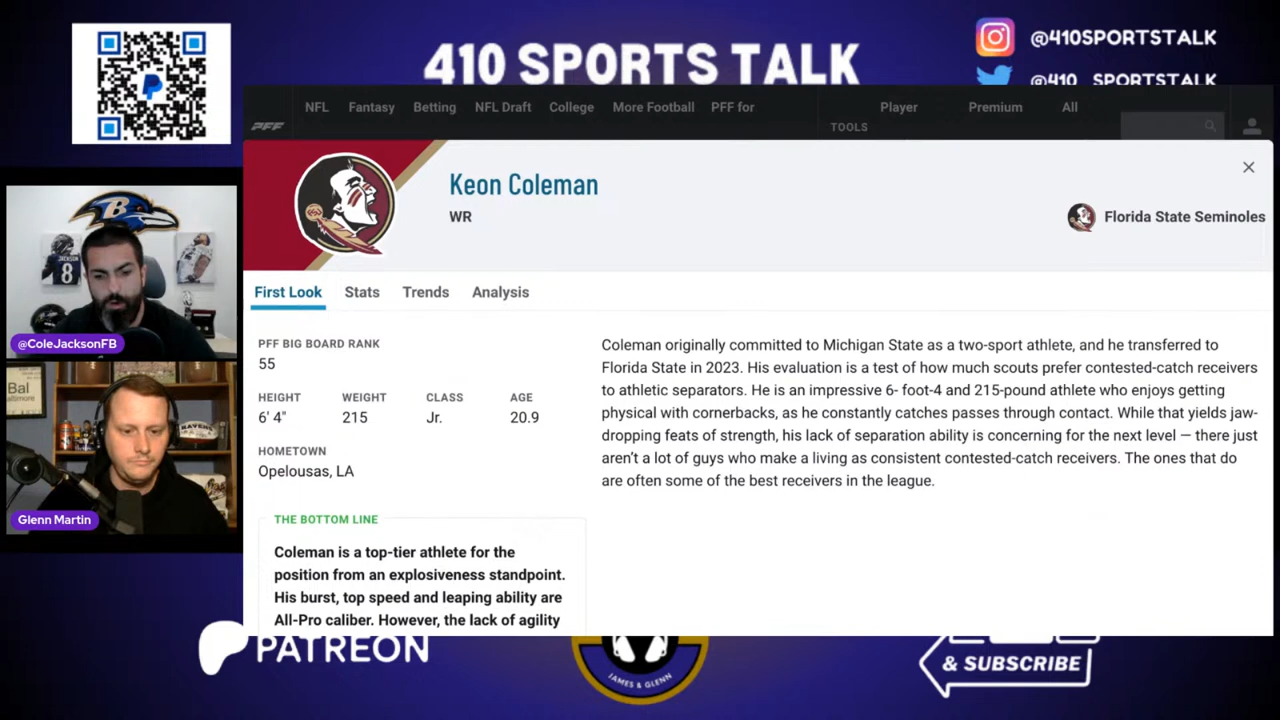 410 SPORTS TALK
@410SPORTSTALK
@410_SPORTSTALK
PFF
NFL
Fantasy
Betting
NFL Draft
College
More Football
PFF for
TOOLS
Player
Premium
All
Keon Coleman
WR
Florida State Seminoles
First Look
Stats
Trends
Analysis
PFF BIG BOARD RANK
55
HEIGHT WEIGHT CLASS AGE
6' 4" 215 Jr. 20.9
HOMETOWN
Opelousas, LA
THE BOTTOM LINE
Coleman is a top-tier athlete for the
position from an explosiveness standpoint.
His burst, top speed and leaping ability are
All-Pro caliber. However, the lack of agility
Coleman originally committed to Michigan State as a two-sport athlete, and he transferred to
Florida State in 2023. His evaluation is a test of how much scouts prefer contested-catch receivers
to athletic separators. He is an impressive 6- foot-4 and 215-pound athlete who enjoys getting
physical with cornerbacks, as he constantly catches passes through contact. While that yields jaw-
dropping feats of strength, his lack of separation ability is concerning for the next level — there just
aren't a lot of guys who make a living as consistent contested-catch receivers. The ones that do
are often some of the best receivers in the league.
B
JACKSON
8
@ColeJacksonFB
Bal
altimore
RAVENS
Glenn Martin
PATREON
JAMES & GLENN
& SUBSCRIBE